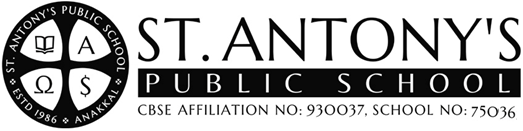 ST. ANTONY'S PUBLIC SCHOOL
A
Ω
$
ESTD 1986 ANAKKAL
ST. ANTONY'S
PUBLIC SCHOOL
CBSE AFFILIATION NO: 930037, SCHOOL NO: 75036